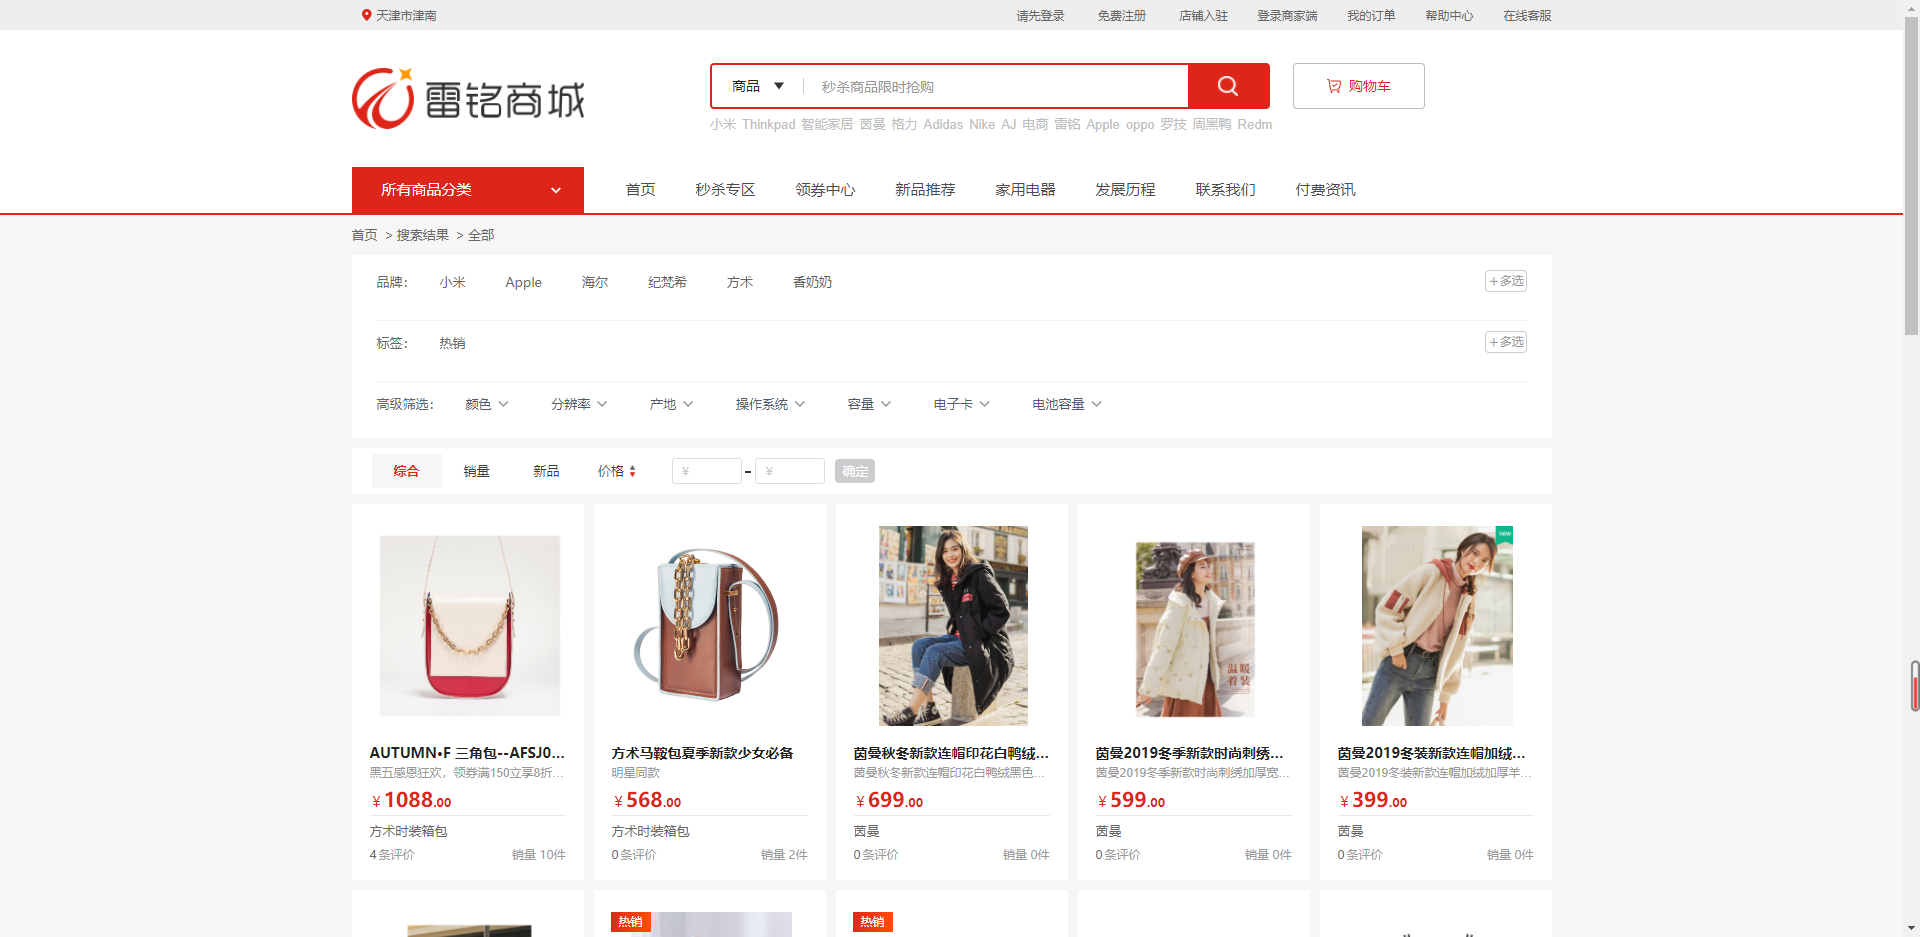 天津市津南 请先登录 免费注册 店铺入驻 登录商家端 我的订单 帮助中心 在线客服
雷铭商城
商品 秒杀商品限时抢购 购物车
小米 Thinkpad 智能家居 茵曼 格力 Adidas Nike AJ 电商 雷铭 Apple oppo 罗技 周黑鸭 Redm
所有商品分类 首页 秒杀专区 领券中心 新品推荐 家用电器 发展历程 联系我们 付费资讯
首页 > 搜索结果 > 全部
品牌： 小米 Apple 海尔 纪梵希 方术 香奶奶 +多选
标签： 热销 +多选
高级筛选： 颜色 分辨率 产地 操作系统 容量 电子卡 电池容量
综合 销量 新品 价格 ¥ - ¥ 确定
NEW
温暖
着装
AUTUMN•F 三角包--AFSJ0... 方术马鞍包夏季新款少女必备 茵曼秋冬新款连帽印花白鸭绒... 茵曼2019冬季新款时尚刺绣... 茵曼2019冬装新款连帽加绒...
黑五感恩狂欢，领券满150立享8折... 明星同款 茵曼秋冬新款连帽印花白鸭绒黑色... 茵曼2019冬季新款时尚刺绣加厚宽... 茵曼2019冬装新款连帽加绒加厚羊...
¥1088.00 ¥568.00 ¥699.00 ¥599.00 ¥399.00
方术时装箱包 方术时装箱包 茵曼 茵曼 茵曼
4条评价 销量 10件 0条评价 销量 2件 0条评价 销量 0件 0条评价 销量 0件 0条评价 销量 0件
热销 热销